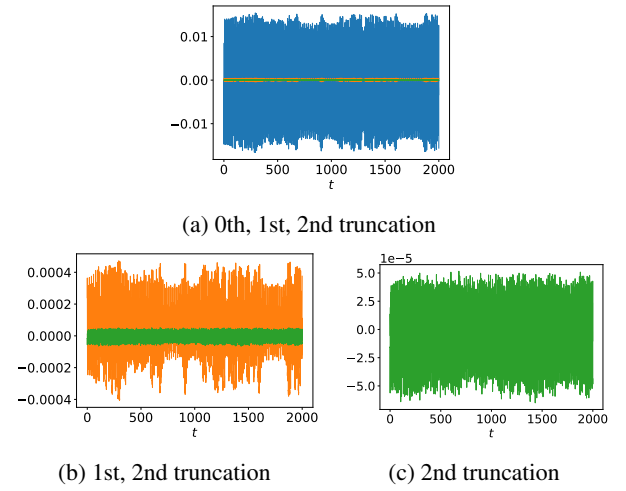 0.01
0.00
−0.01
0 500 1000 1500 2000
t
(a) 0th, 1st, 2nd truncation
0.0004
0.0002
0.0000
−0.0002
−0.0004
0 500 1000 1500 2000
t
(b) 1st, 2nd truncation
1e−5
5.0
2.5
0.0
−2.5
−5.0
0 500 1000 1500 2000
t
(c) 2nd truncation